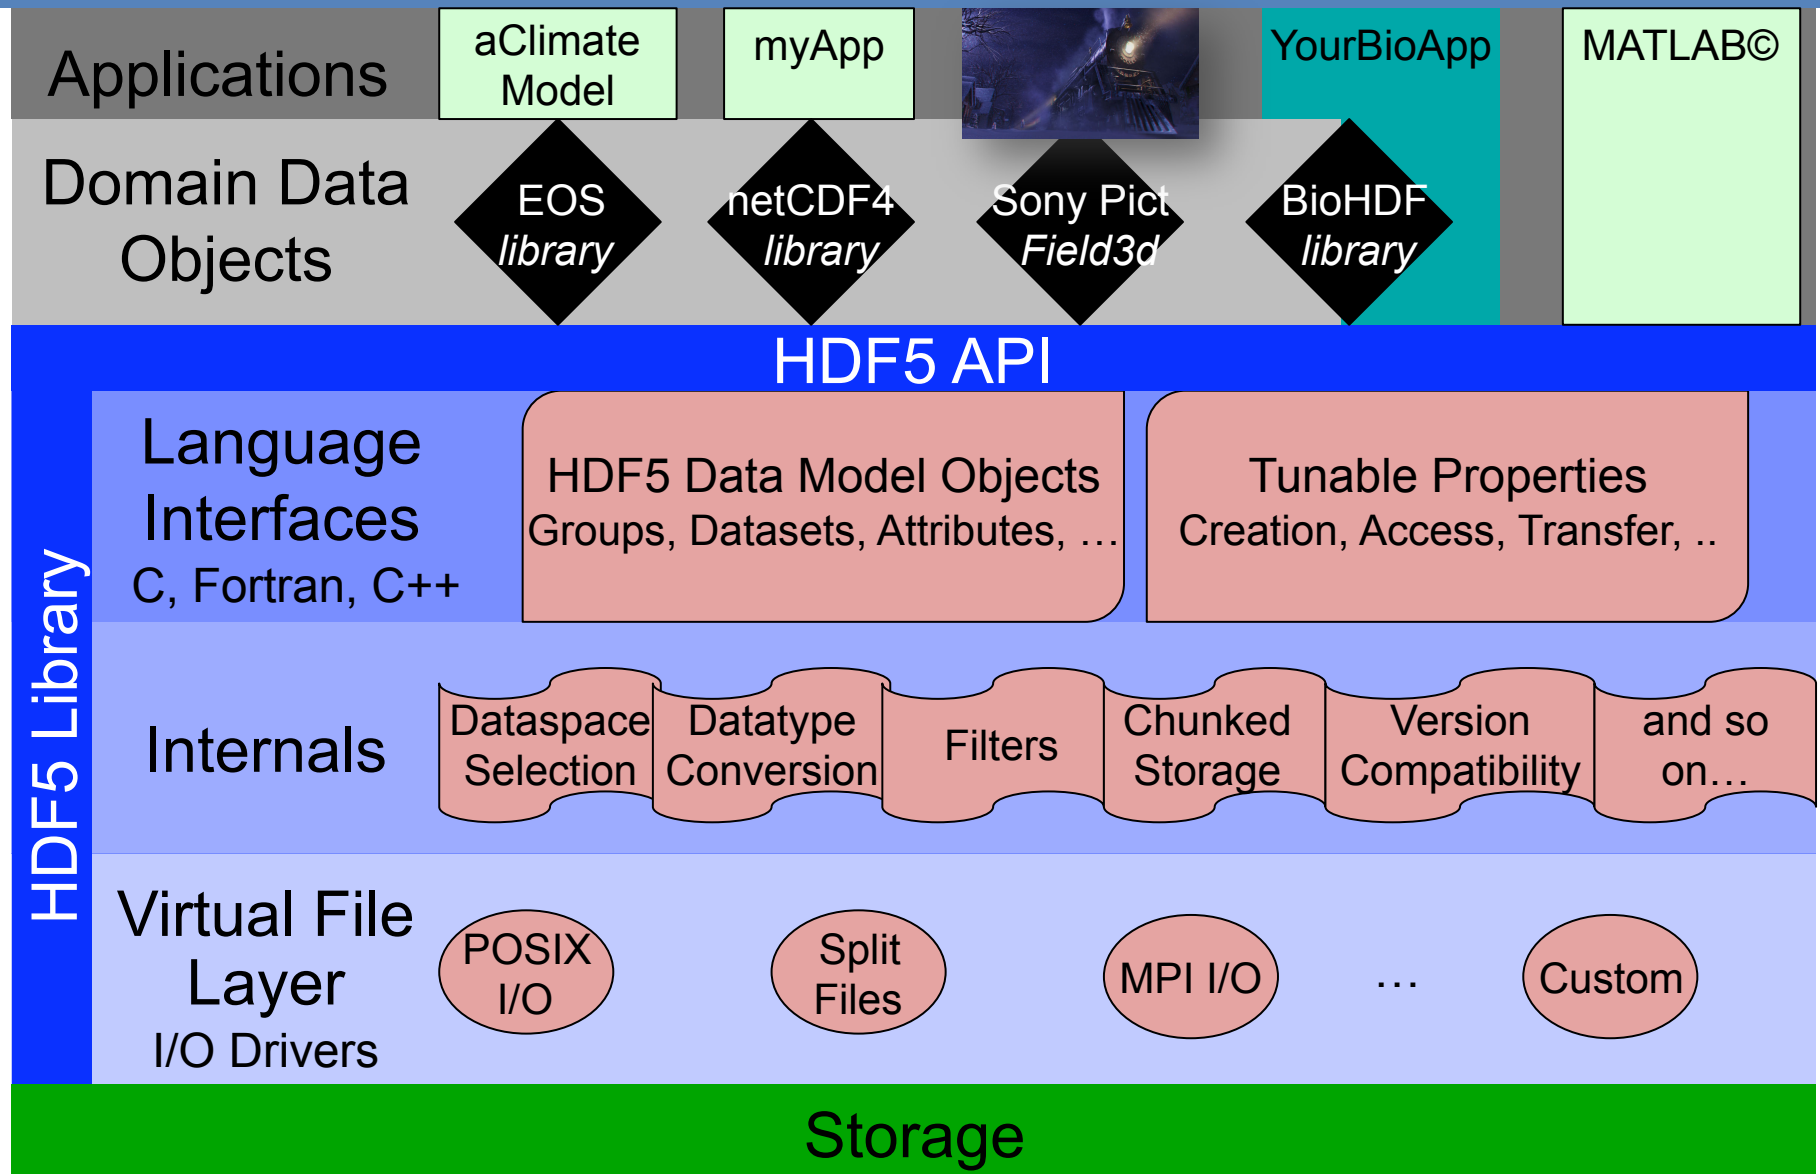 Applications
aClimate
Model
myApp
YourBioApp
MATLAB©
Domain Data
Objects
EOS
library
netCDF4
library
Sony Pict
Field3d
BioHDF
library
HDF5 API
HDF5 Library
Language
Interfaces
C, Fortran, C++
HDF5 Data Model Objects
Groups, Datasets, Attributes, …
Tunable Properties
Creation, Access, Transfer, ..
Internals
Dataspace
Selection
Datatype
Conversion
Filters
Chunked
Storage
Version
Compatibility
and so
on…
Virtual File
Layer
I/O Drivers
POSIX
I/O
Split
Files
MPI I/O
…
Custom
Storage